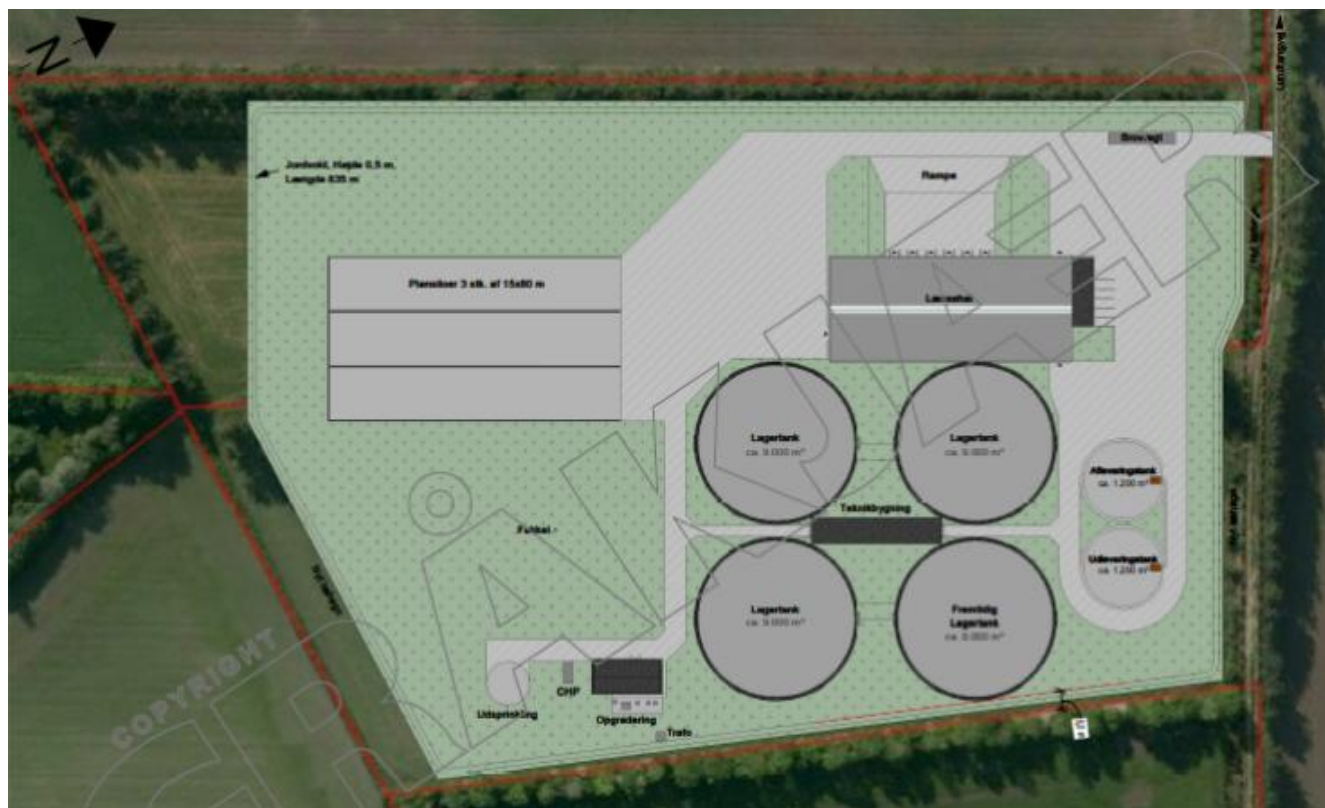 N
Jordvold, Højde 0,5 m,
Længde 835 m
Brovægt
Rampe
Plansiloer 3 stk. af 15x80 m
Lagertank
ca. 9.000 m³
Lagertank
ca. 9.000 m³
Afleveringstank
ca. 1.200 m³
Teknikbygning
Udleveringstank
ca. 1.200 m³
Lagertank
ca. 9.000 m³
Fremtidig
Lagertank
ca. 9.000 m³
CHP
Udsprinkling
Opgradering
Trafo
COPYRIGHT